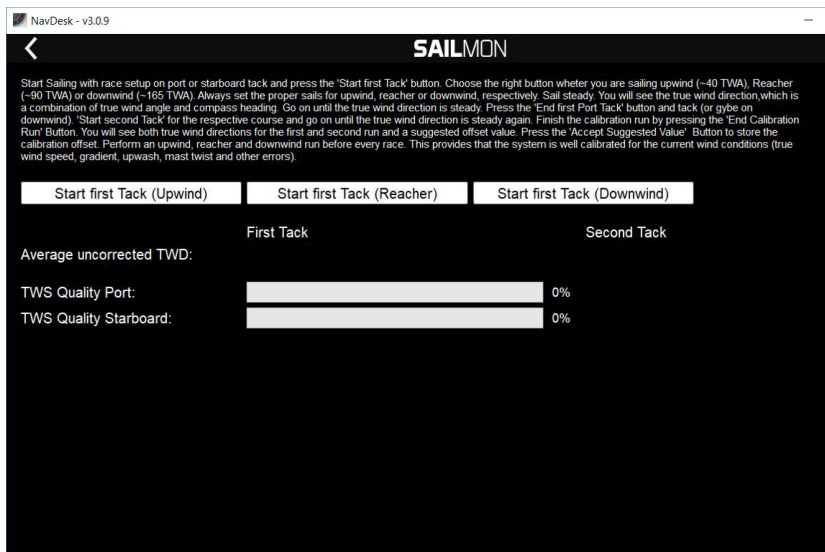 NavDesk - v3.0.9
SAILMON
Start Sailing with race setup on port or starboard tack and press the 'Start first Tack' button. Choose the right button wheter you are sailing upwind (~40 TWA), Reacher
(~90 TWA) or downwind (~165 TWA). Always set the proper sails for upwind, reacher or downwind, respectively. Sail steady. You will see the true wind direction,which is
a combination of true wind angle and compass heading. Go on until the true wind direction is steady. Press the 'End first Port Tack' button and tack (or gybe on
downwind). 'Start second Tack' for the respective course and go on until the true wind direction is steady again. Finish the calibration run by pressing the 'End Calibration
Run' Button. You will see both true wind directions for the first and second run and a suggested offset value. Press the 'Accept Suggested Value' Button to store the
calibration offset. Perform an upwind, reacher and downwind run before every race. This provides that the system is well calibrated for the current wind conditions (true
wind speed, gradient, upwash, mast twist and other errors).
Start first Tack (Upwind) Start first Tack (Reacher) Start first Tack (Downwind)
First Tack Second Tack
Average uncorrected TWD:
TWS Quality Port: 0%
TWS Quality Starboard: 0%